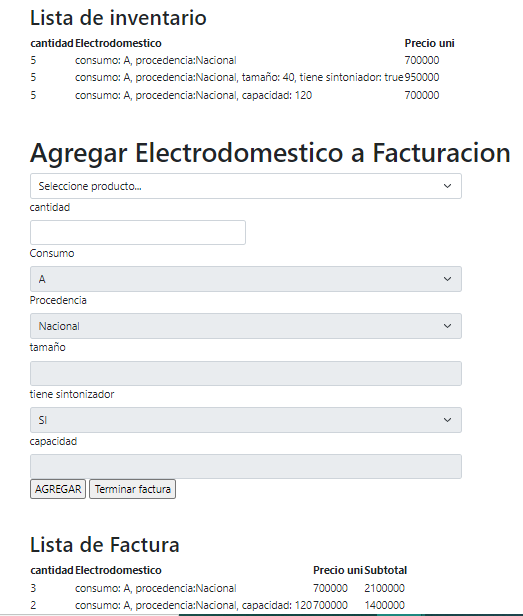 Lista de inventario
cantidad Electrodomestico Precio uni
5 consumo: A, procedencia:Nacional 700000
5 consumo: A, procedencia:Nacional, tamaño: 40, tiene sintoniador: true 950000
5 consumo: A, procedencia:Nacional, capacidad: 120 700000
Agregar Electrodomestico a Facturacion
Seleccione producto...
cantidad
Consumo
A
Procedencia
Nacional
tamaño
tiene sintonizador
SI
capacidad
AGREGAR Terminar factura
Lista de Factura
cantidad Electrodomestico Precio uni Subtotal
3 consumo: A, procedencia:Nacional 700000 2100000
2 consumo: A, procedencia:Nacional, capacidad: 120 700000 1400000